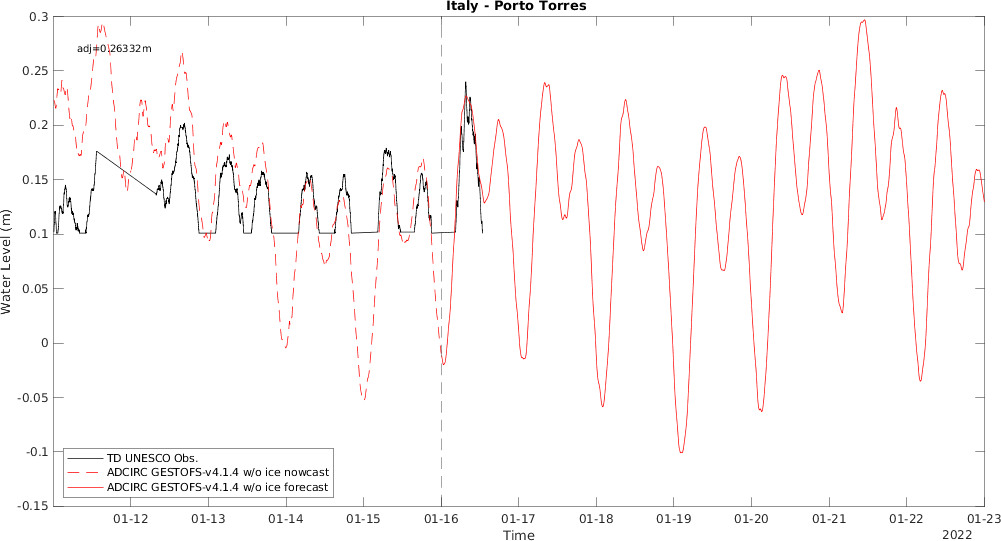 Italy - Porto Torres
adj=0.26332m
0.3
0.25
0.2
0.15
0.1
0.05
0
-0.05
-0.1
-0.15
Water Level (m)
TD UNESCO Obs.
ADCIRC GESTOFS-v4.1.4 w/o ice nowcast
ADCIRC GESTOFS-v4.1.4 w/o ice forecast
01-12 01-13 01-14 01-15 01-16 01-17 01-18 01-19 01-20 01-21 01-22 01-23
Time
2022